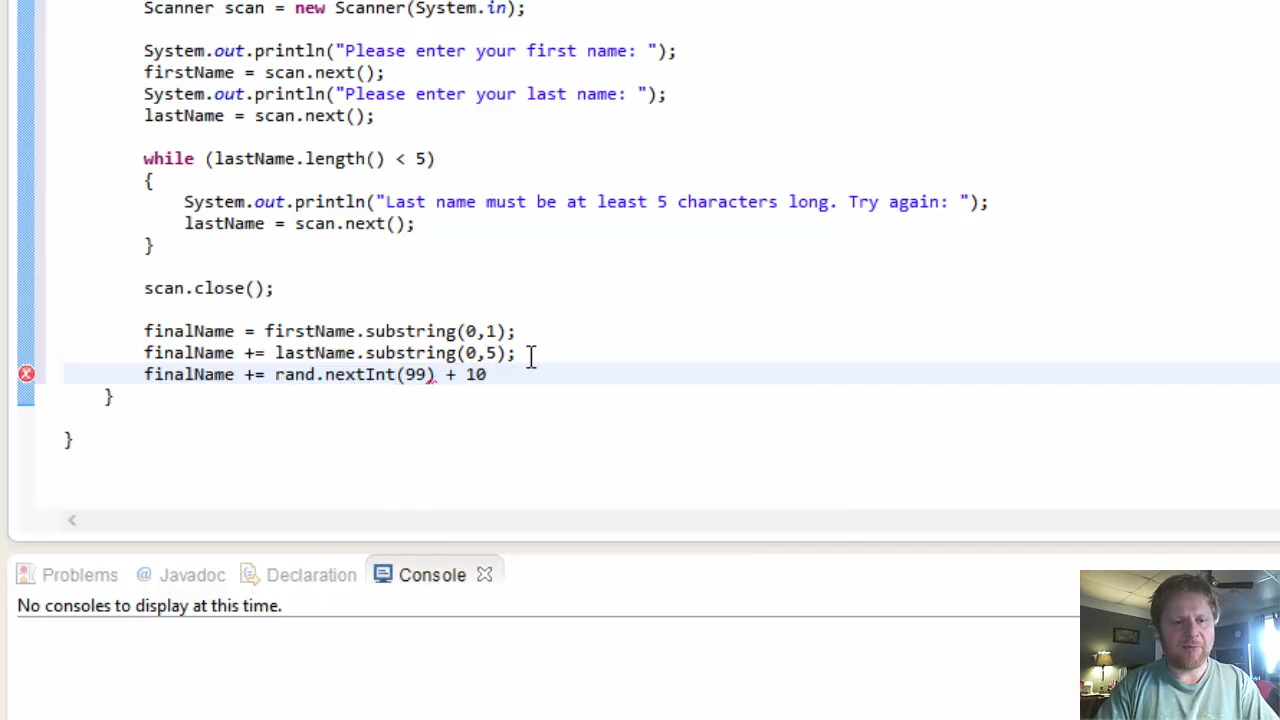 Scanner scan = new Scanner(System.in);
System.out.println("Please enter your first name: ");
firstName = scan.next();
System.out.println("Please enter your last name: ");
lastName = scan.next();
while (lastName.length() < 5)
{
System.out.println("Last name must be at least 5 characters long. Try again: ");
lastName = scan.next();
}
scan.close();
finalName = firstName.substring(0,1);
finalName += lastName.substring(0,5);
finalName += rand.nextInt(99) + 10
}
}
Problems @ Javadoc Declaration Console
No consoles to display at this time.